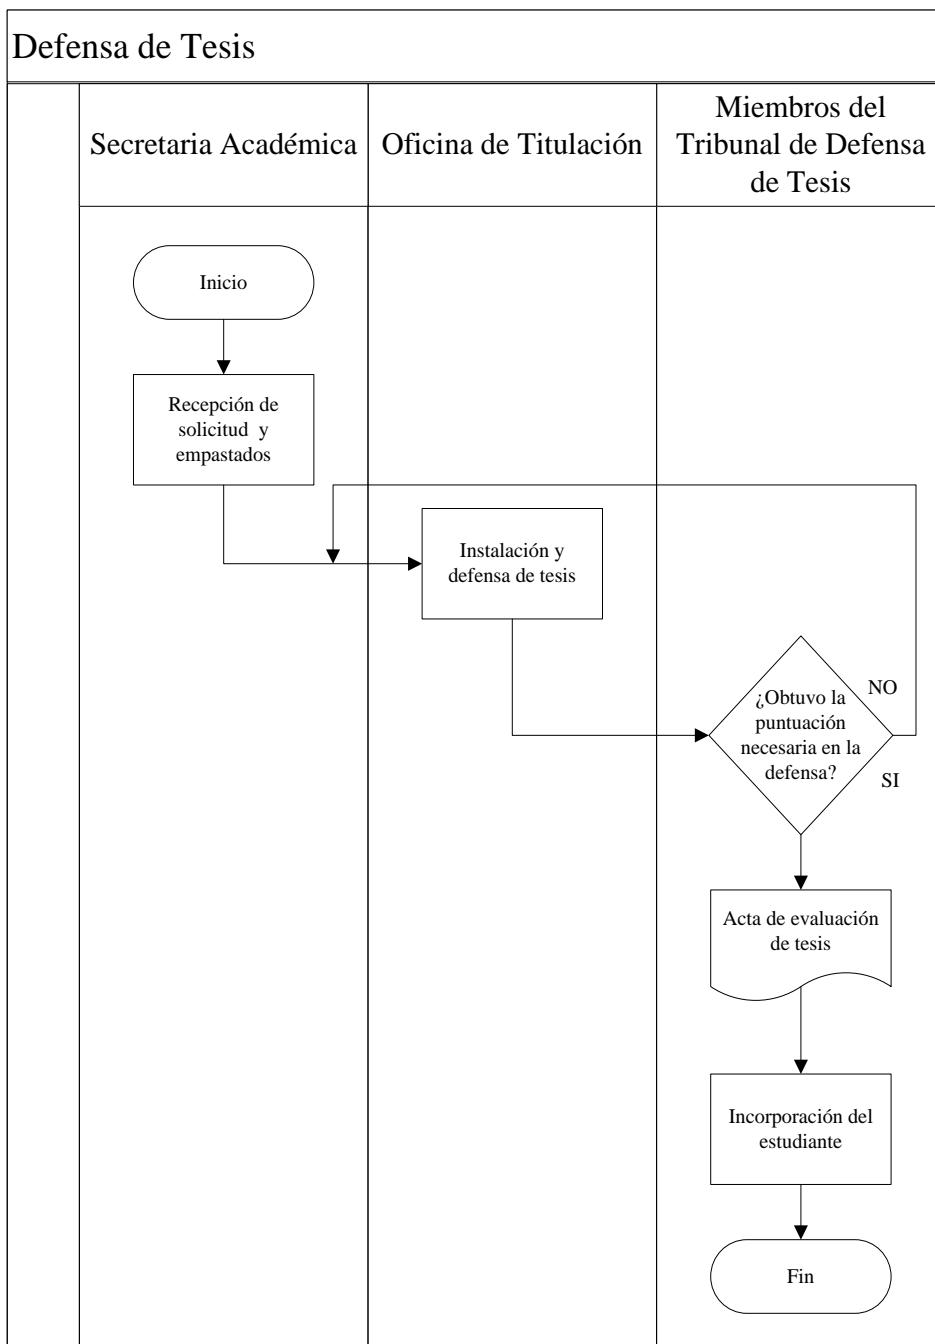 Defensa de Tesis
Secretaria Académica
Oficina de Titulación
Miembros del
Tribunal de Defensa
de Tesis
Inicio
Recepción de
solicitud y
empastados
Instalación y
defensa de tesis
¿Obtuvo la
puntuación
necesaria en la
defensa?
NO
SI
Acta de evaluación
de tesis
Incorporación del
estudiante
Fin